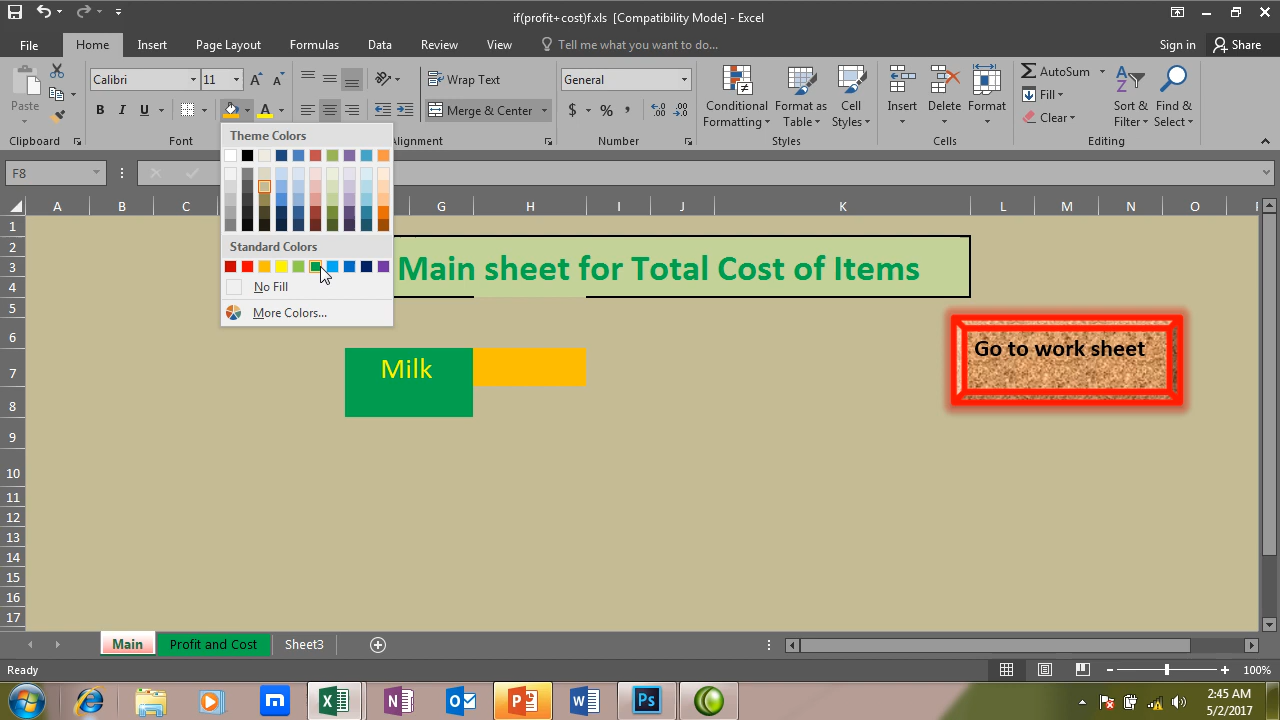 if(profit+cost)f.xls [Compatibility Mode] - Excel
File Home Insert Page Layout Formulas Data Review View Tell me what you want to do... Sign in Share
Paste Calibri 11 Wrap Text General Conditional Formatting Format as Table Cell Styles Insert Delete Format AutoSum Sort & Filter Find & Select
B I U Merge & Center $ % , Fill
Clear
Clipboard Font Alignment Number Styles Cells Editing
Theme Colors
F8
A B C G H I J K L M N O
1
2
3
4
5
6
7
8
9
10
11
12
13
14
15
16
17
Standard Colors
No Fill
More Colors...
Main sheet for Total Cost of Items
Go to work sheet
Milk
Main Profit and Cost Sheet3
Ready 100%
2:45 AM
5/2/2017